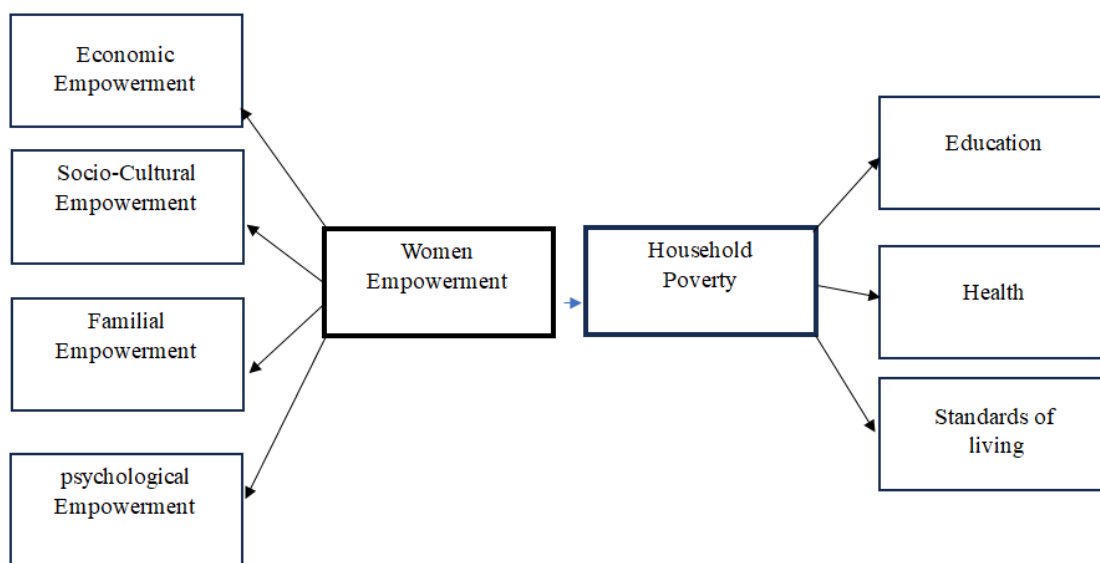 Economic
Empowerment
Socio-Cultural
Empowerment
Familial
Empowerment
psychological
Empowerment
Women
Empowerment
Household
Poverty
Education
Health
Standards of
living